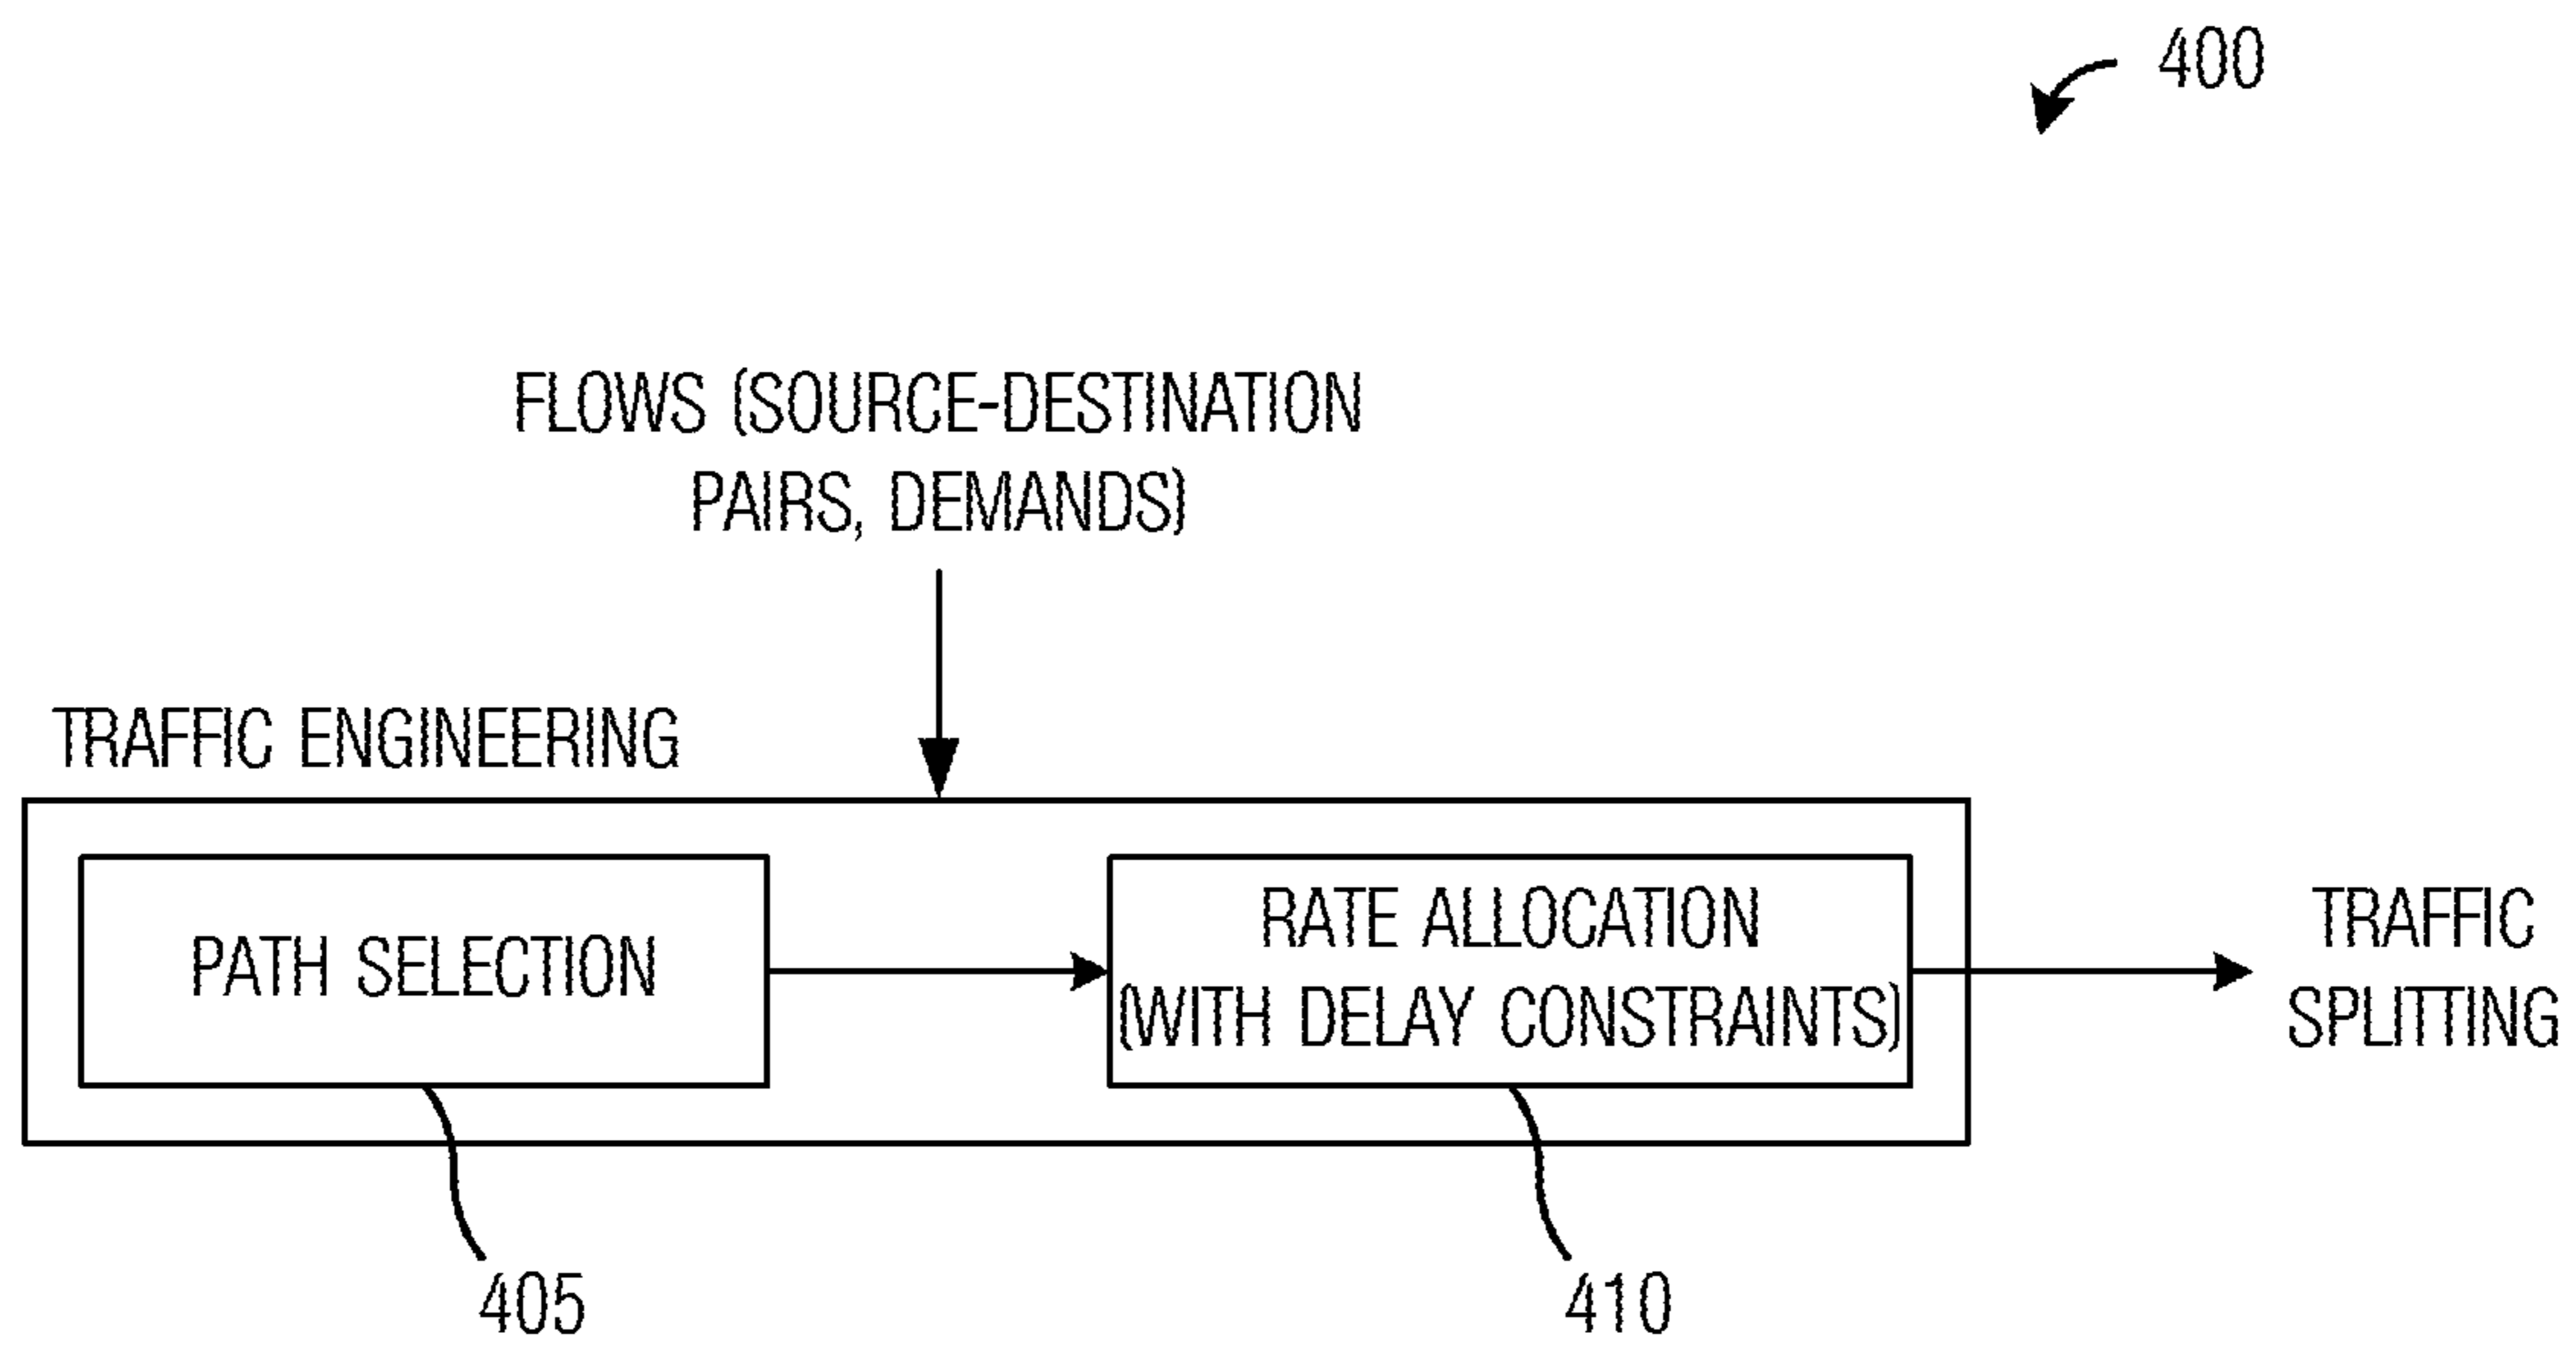 400
FLOWS (SOURCE-DESTINATION
PAIRS, DEMANDS)
TRAFFIC ENGINEERING
PATH SELECTION
RATE ALLOCATION
(WITH DELAY CONSTRAINTS)
TRAFFIC
SPLITTING
405
410